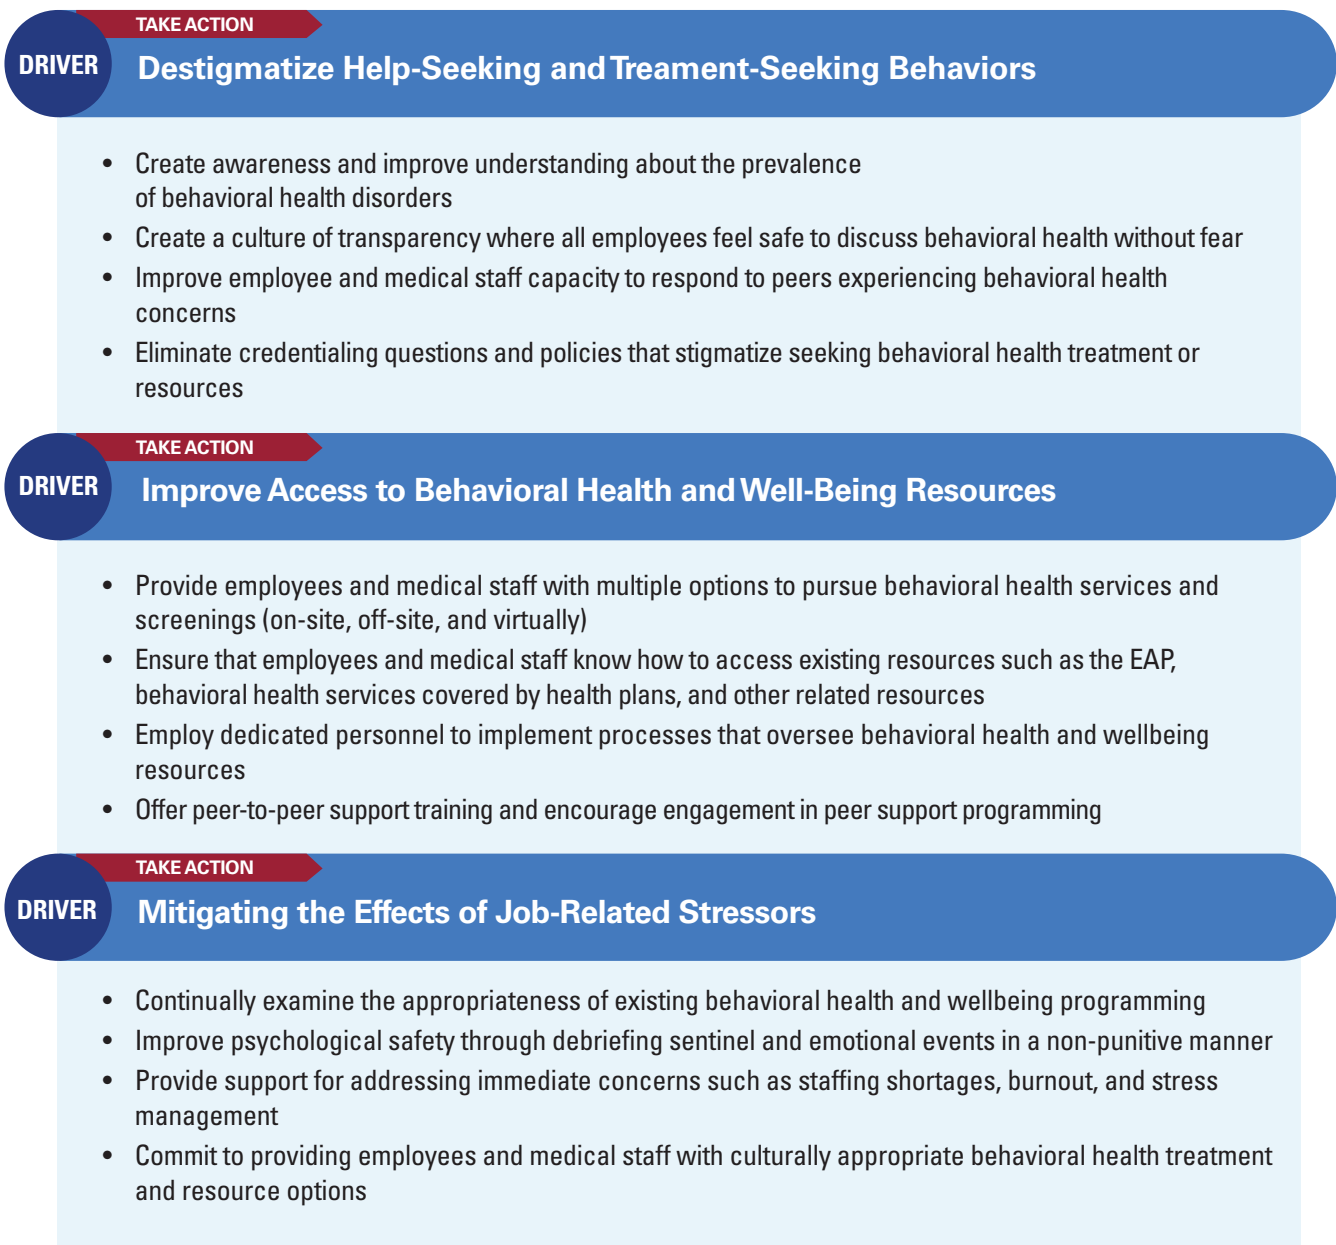 TAKE ACTION
DRIVER
Destigmatize Help-Seeking and Treament-Seeking Behaviors
• Create awareness and improve understanding about the prevalence
of behavioral health disorders
• Create a culture of transparency where all employees feel safe to discuss behavioral health without fear
• Improve employee and medical staff capacity to respond to peers experiencing behavioral health
concerns
• Eliminate credentialing questions and policies that stigmatize seeking behavioral health treatment or
resources
TAKE ACTION
DRIVER
Improve Access to Behavioral Health and Well-Being Resources
• Provide employees and medical staff with multiple options to pursue behavioral health services and
screenings (on-site, off-site, and virtually)
• Ensure that employees and medical staff know how to access existing resources such as the EAP,
behavioral health services covered by health plans, and other related resources
• Employ dedicated personnel to implement processes that oversee behavioral health and wellbeing
resources
• Offer peer-to-peer support training and encourage engagement in peer support programming
TAKE ACTION
DRIVER
Mitigating the Effects of Job-Related Stressors
• Continually examine the appropriateness of existing behavioral health and wellbeing programming
• Improve psychological safety through debriefing sentinel and emotional events in a non-punitive manner
• Provide support for addressing immediate concerns such as staffing shortages, burnout, and stress
management
• Commit to providing employees and medical staff with culturally appropriate behavioral health treatment
and resource options